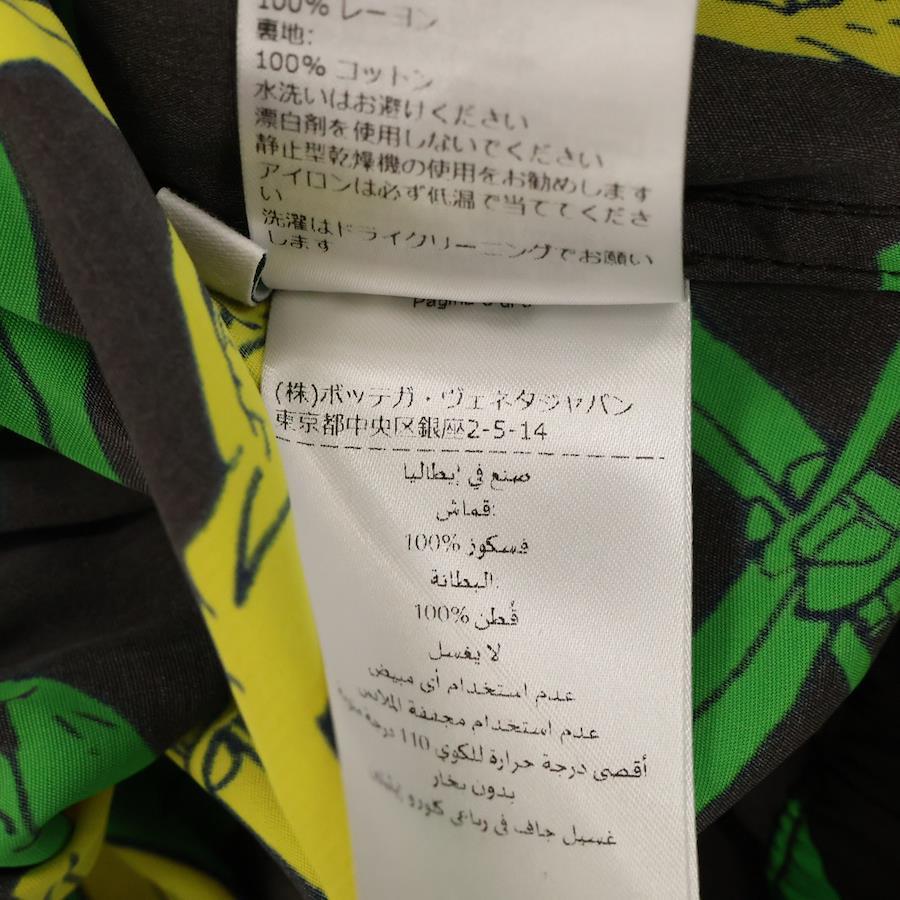 100% レーヨン
裏地:
100% コットン
水洗いはお避けください
漂白剤を使用しないでください
静止型乾燥機の使用をお勧めします
アイロンは必ず低温で当ててくださ
い
洗濯はドライクリーニングでお願い
します
(株)ボッテガ・ヴェネタジャパン
東京都中央区銀座2-5-14
صنع في إيطاليا
قماش:
فسكوز 100%
البطانة:
قُطن 100%
لا يغسل
عدم استخدام أي مبيض
عدم استخدام مجففة الملابس
أقصى درجة حرارة للكوي 110 درجة
بدون بخار
غسيل جاف في رباعي كلورو